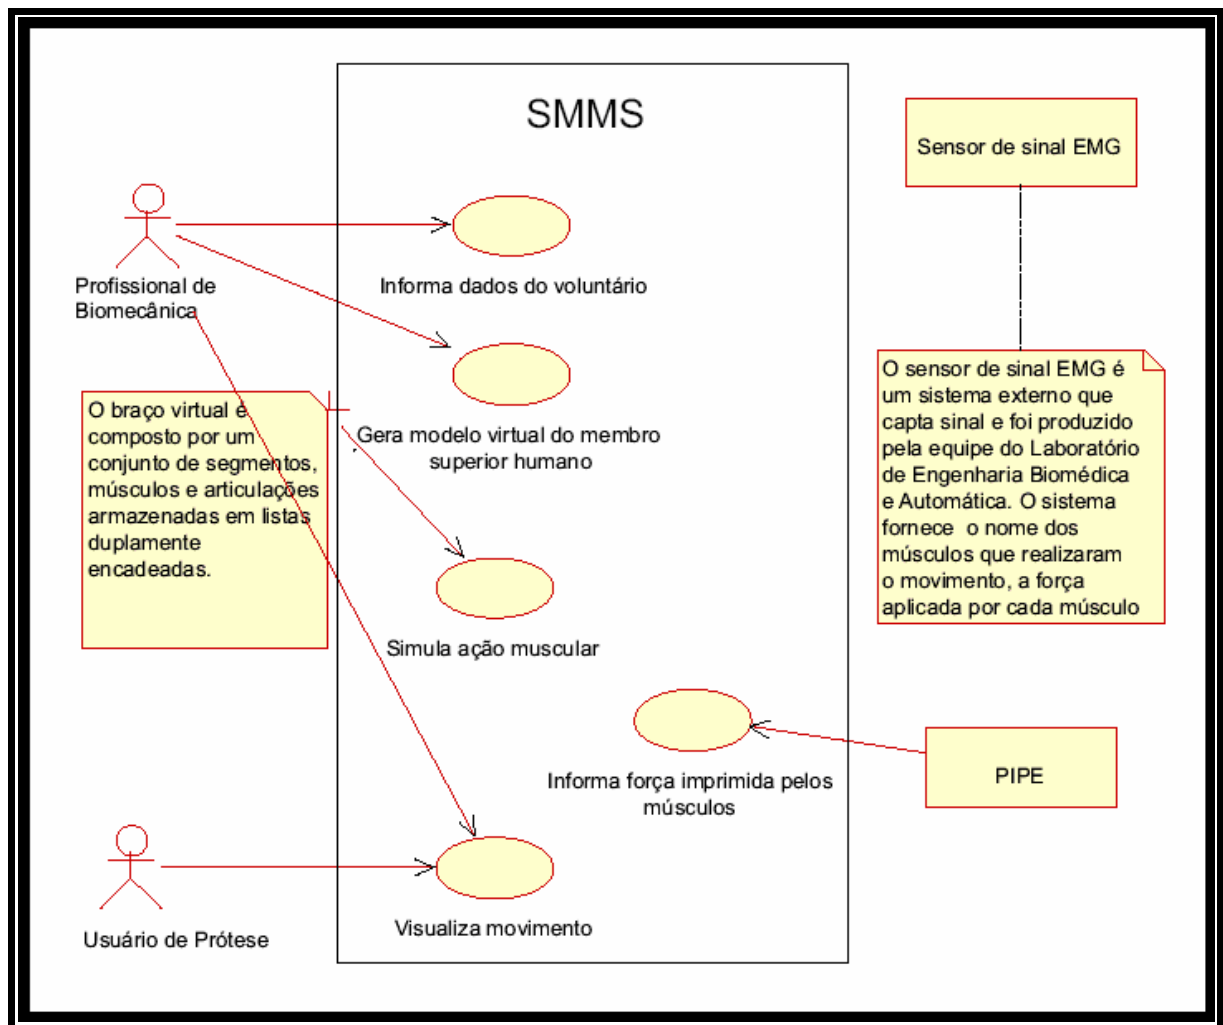 SMMS
Sensor de sinal EMG
Profissional de
Biomecânica
Informa dados do voluntário
O braço virtual é
composto por um
conjunto de segmentos,
músculos e articulações
armazenadas em listas
duplamente
encadeadas.
Gera modelo virtual do membro
superior humano
O sensor de sinal EMG é
um sistema externo que
capta sinal e foi produzido
pela equipe do Laboratório
de Engenharia Biomédica
e Automática. O sistema
fornece o nome dos
músculos que realizaram
o movimento, a força
aplicada por cada músculo
Simula ação muscular
Informa força imprimida pelos
músculos
PIPE
Usuário de Prótese
Visualiza movimento